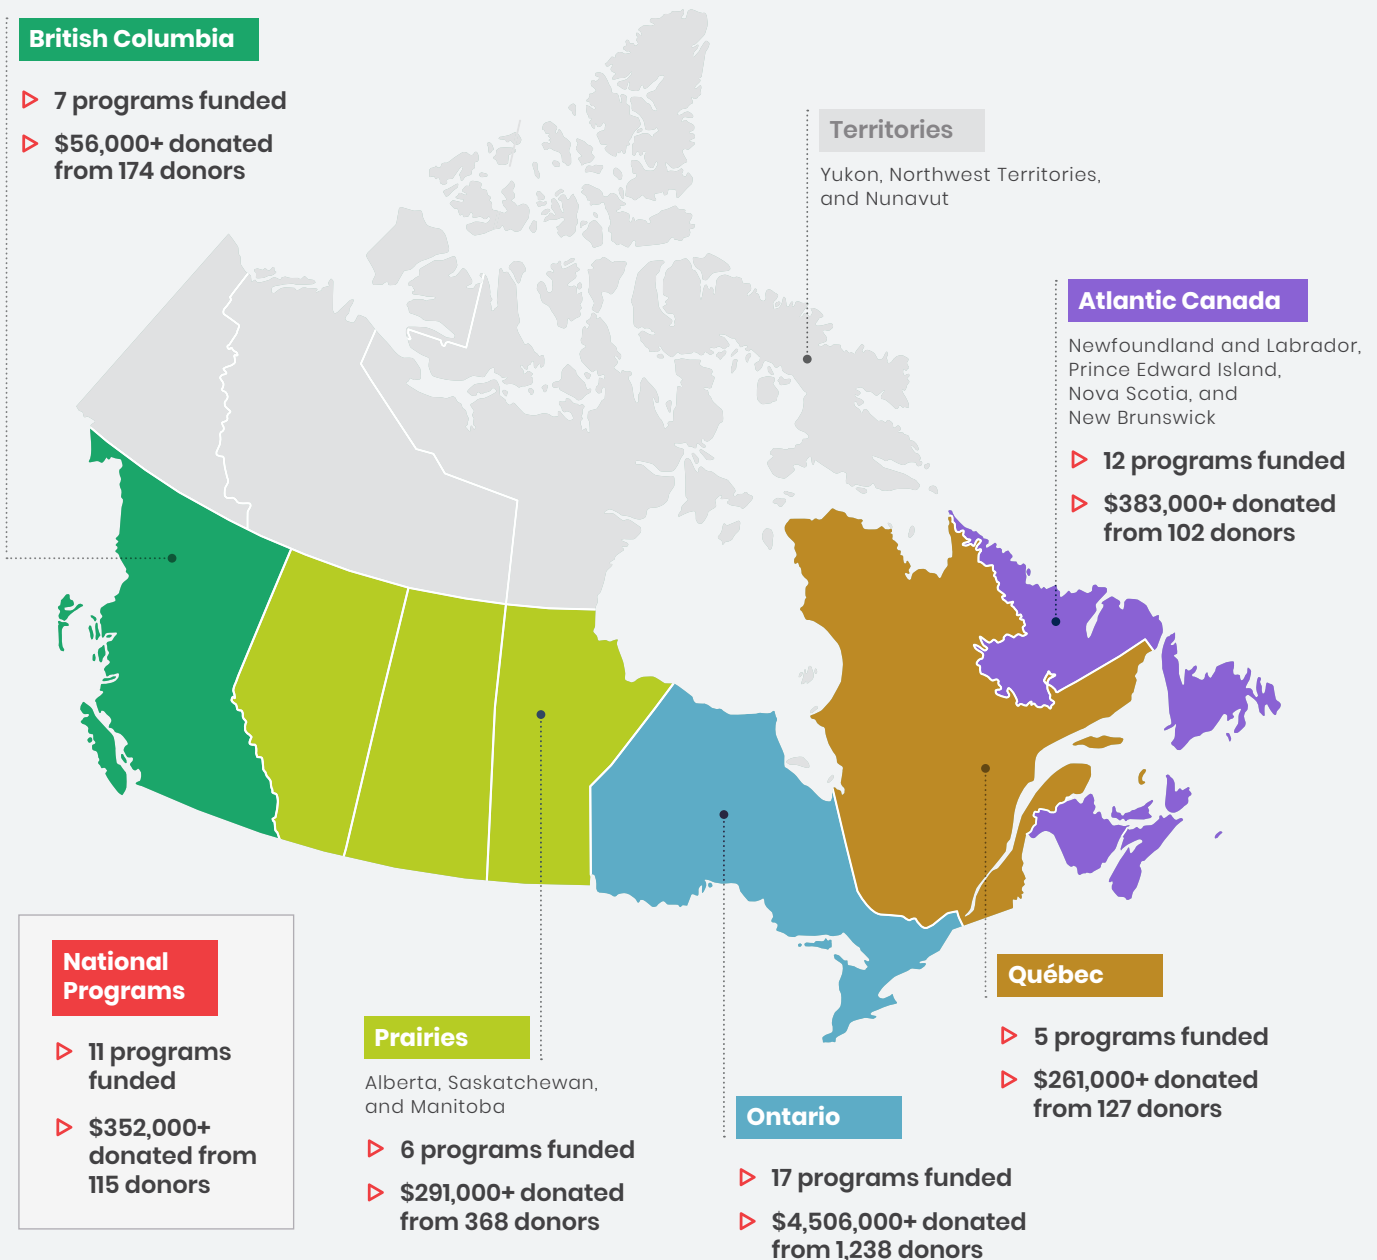 British Columbia
7 programs funded
$56,000+ donated
from 174 donors
Territories
Yukon, Northwest Territories,
and Nunavut
Atlantic Canada
Newfoundland and Labrador,
Prince Edward Island,
Nova Scotia, and
New Brunswick
12 programs funded
$383,000+ donated
from 102 donors
National
Programs
11 programs
funded
$352,000+
donated from
115 donors
Prairies
Alberta, Saskatchewan,
and Manitoba
6 programs funded
$291,000+ donated
from 368 donors
Ontario
17 programs funded
$4,506,000+ donated
from 1,238 donors
Québec
5 programs funded
$261,000+ donated
from 127 donors